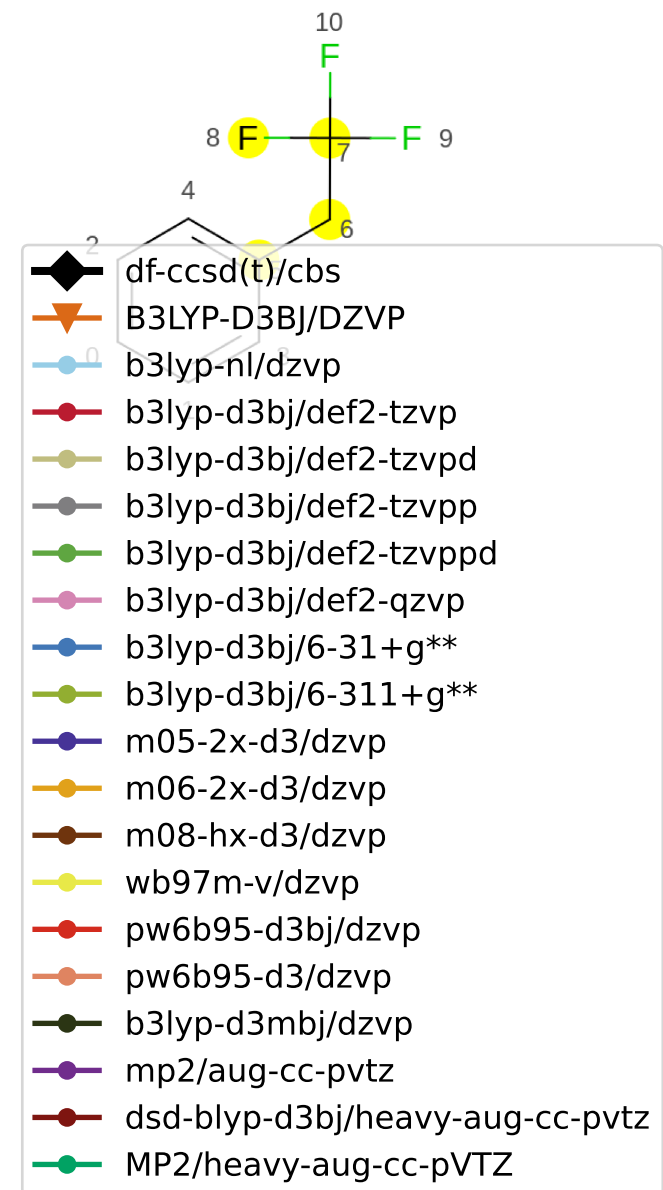 10
F
8 F 7 F 9
4
6
2
df-ccsd(t)/cbs
B3LYP-D3BJ/DZVP
0
b3lyp-nl/dzvp
b3lyp-d3bj/def2-tzvp
b3lyp-d3bj/def2-tzvpd
b3lyp-d3bj/def2-tzvpp
b3lyp-d3bj/def2-tzvppd
b3lyp-d3bj/def2-qzvp
b3lyp-d3bj/6-31+g**
b3lyp-d3bj/6-311+g**
m05-2x-d3/dzvp
m06-2x-d3/dzvp
m08-hx-d3/dzvp
wb97m-v/dzvp
pw6b95-d3bj/dzvp
pw6b95-d3/dzvp
b3lyp-d3mbj/dzvp
mp2/aug-cc-pvtz
dsd-blyp-d3bj/heavy-aug-cc-pvtz
MP2/heavy-aug-cc-pVTZ